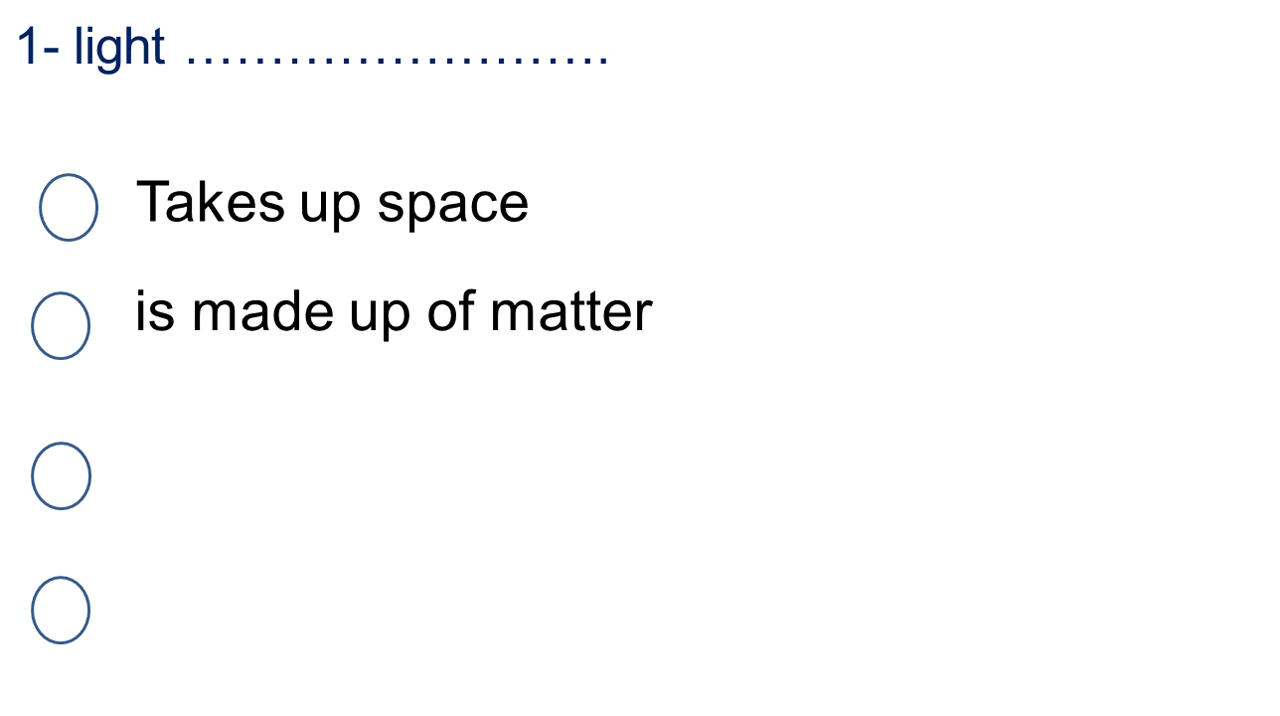 1- light ……………………….
Takes up space
is made up of matter